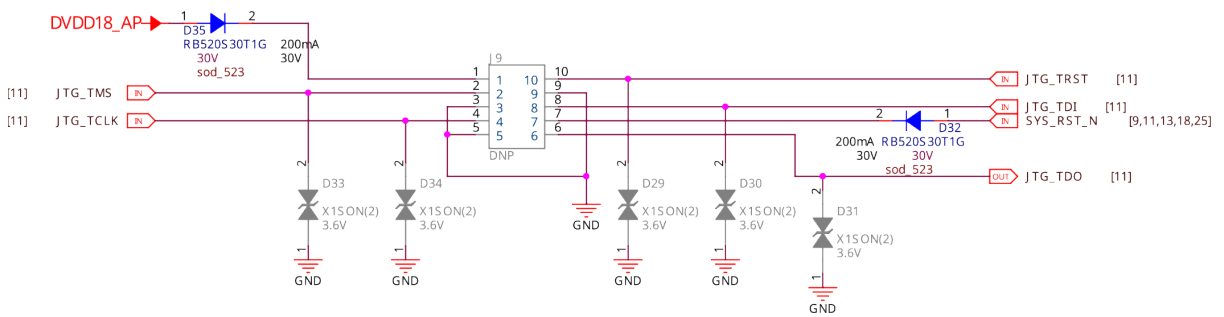 DVDD18_AP
1
2
D35
RB520S30T1G
30V
sod_523
200mA
30V
J9
1
2
3
4
5
1
2
3
4
5
10
9
8
7
6
10
9
8
7
6
DNP
[11] JTG_TMS IN
[11] JTG_TCLK IN
IN JTG_TRST [11]
IN JTG_TDI [11]
IN SYS_RST_N [9,11,13,18,25]
2
1
D32
200mA
30V
RB520S30T1G
30V
sod_523
OUT JTG_TDO [11]
2
D33
X1SON(2)
3.6V
1
GND
2
D34
X1SON(2)
3.6V
1
GND
GND
2
D29
X1SON(2)
3.6V
1
GND
2
D30
X1SON(2)
3.6V
1
GND
2
D31
X1SON(2)
3.6V
1
GND